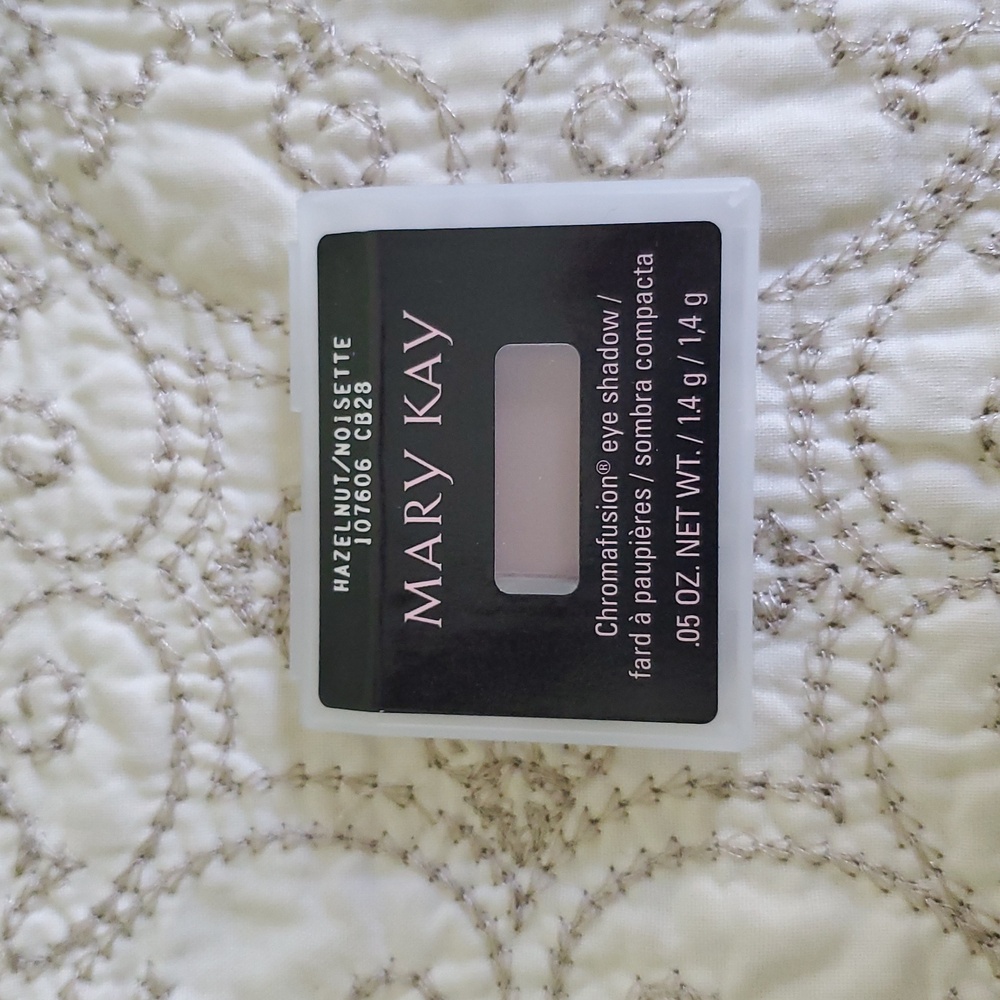 HAZELNUT/NOISETTE
J07606 CB28
MARY KAY
Chromafusion® eye shadow /
fard à paupières / sombra compacta
.05 OZ. NET WT. / 1.4 g / 1,4 g